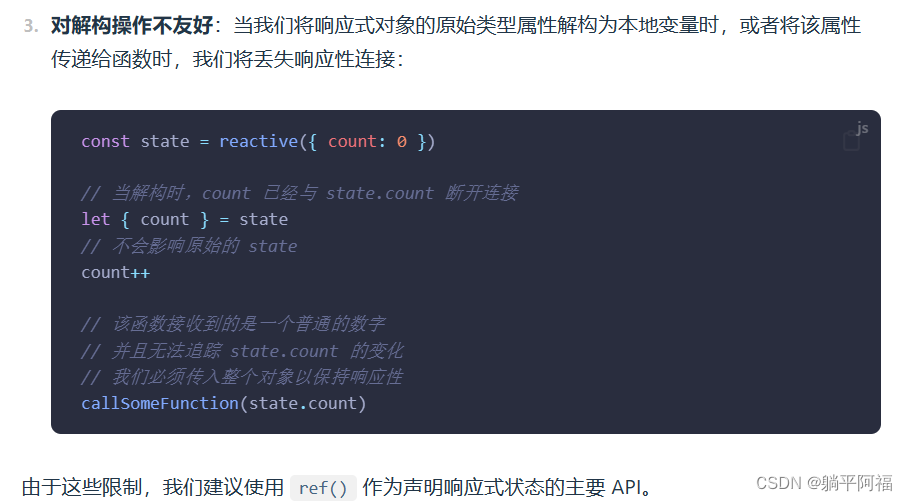 3. 对解构操作不友好：当我们将响应式对象的原始类型属性解构为本地变量时，或者将该属性
传递给函数时，我们将丢失响应性连接：
js
const state = reactive({ count: 0 })
// 当解构时，count 已经与 state.count 断开连接
let { count } = state
// 不会影响原始的 state
count++
// 该函数接收到的是一个普通的数字
// 并且无法追踪 state.count 的变化
// 我们必须传入整个对象以保持响应性
callSomeFunction(state.count)
由于这些限制，我们建议使用 ref() 作为声明响应式状态的主要 API。
CSDN @躺平阿福